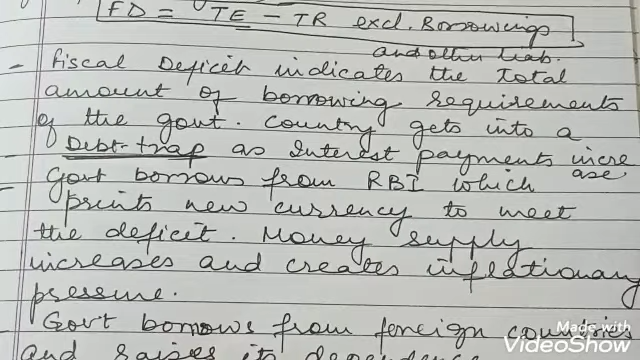 FD = TE - TR excl. Borrowings
and other liab.
- Fiscal Deficit indicates the Total
amount of borrowing requirements
of the govt. Country gets into a
Debt-trap as interest payments increase
- Govt borrows from RBI which
prints new currency to meet
the deficit. Money supply
increases and creates inflationary
pressure.
- Gov't borrows from foreign countries
and raises its dependence
Made with
VideoShow